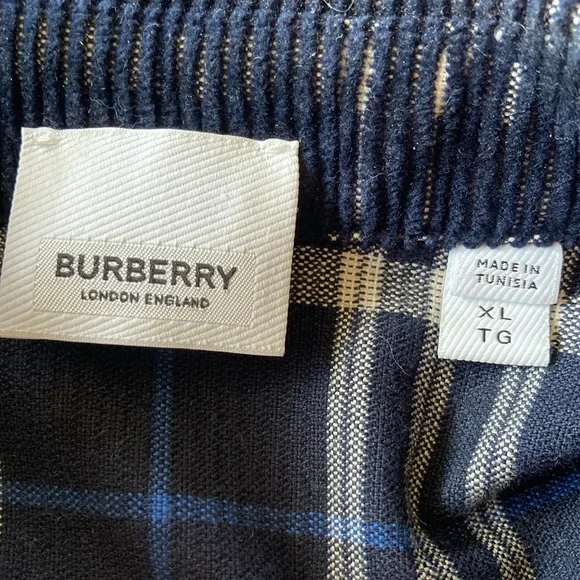 BURBERRY
LONDON ENGLAND
MADE IN
TUNISIA
XL
TG